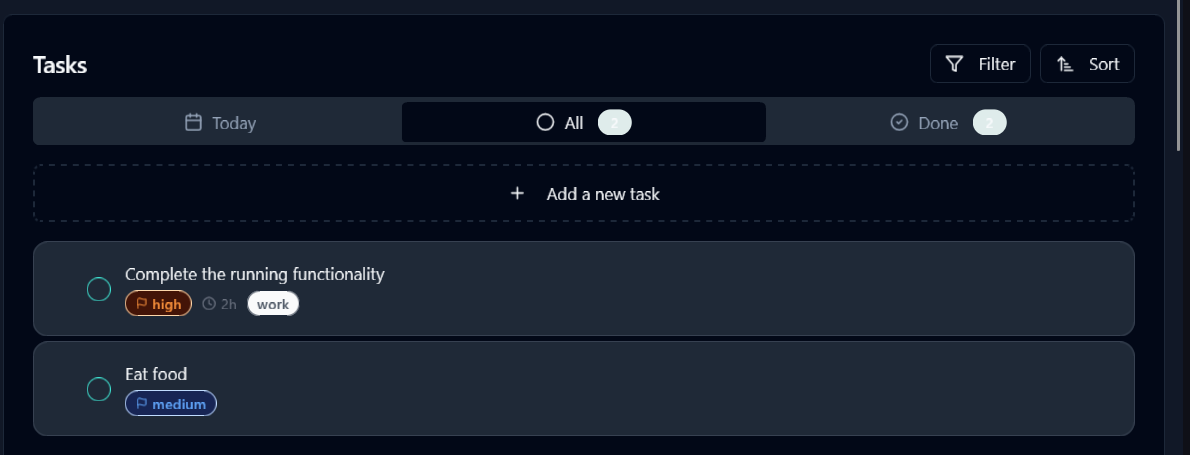 Tasks
Filter
Sort
Today
All 2
Done 2
Add a new task
Complete the running functionality
high 2h work
Eat food
medium